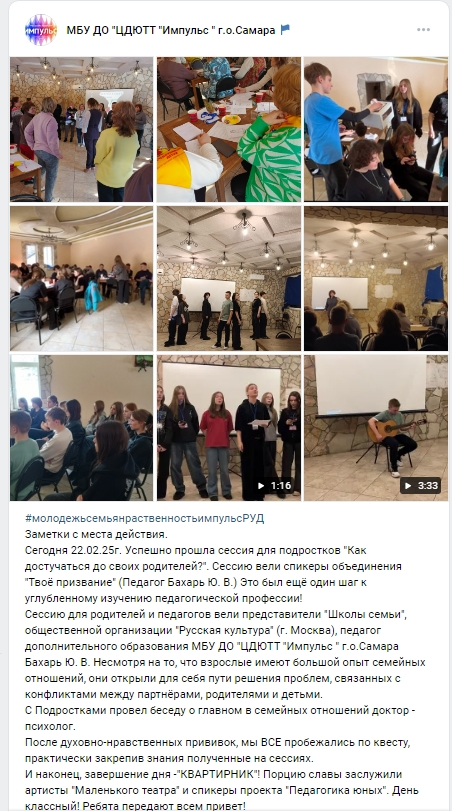 ИМПУЛЬС
МБУ ДО "ЦДЮТТ "Импульс " г.о.Самара
1:16
3:33
#молодежьсемьянраственностьимпульсРУД
Заметки с места действия.
Сегодня 22.02.25г. Успешно прошла сессия для подростков "Как
достучаться до своих родителей?". Сессию вели спикеры объединения
"Твоё призвание" (Педагог Бахарь Ю. В.) Это был ещё один шаг к
углубленному изучению педагогической профессии!
Сессию для родителей и педагогов вели представители "Школы семьи",
общественной организации "Русская культура" (г. Москва), педагог
дополнительного образования МБУ ДО "ЦДЮТТ "Импульс " г.о.Самара
Бахарь Ю. В. Несмотря на то, что взрослые имеют большой опыт семейных
отношений, они открыли для себя пути решения проблем, связанных с
конфликтами между партнёрами, родителями и детьми.
С Подростками провел беседу о главном в семейных отношений доктор -
психолог.
После духовно-нравственных прививок, мы ВСЕ пробежались по квесту,
практически закрепив знания полученные на сессиях.
И наконец, завершение дня -"КВАРТИРНИК"! Порцию славы заслужили
артисты "Маленького театра" и спикеры проекта "Педагогика юных". День
классный! Ребята передают всем привет!